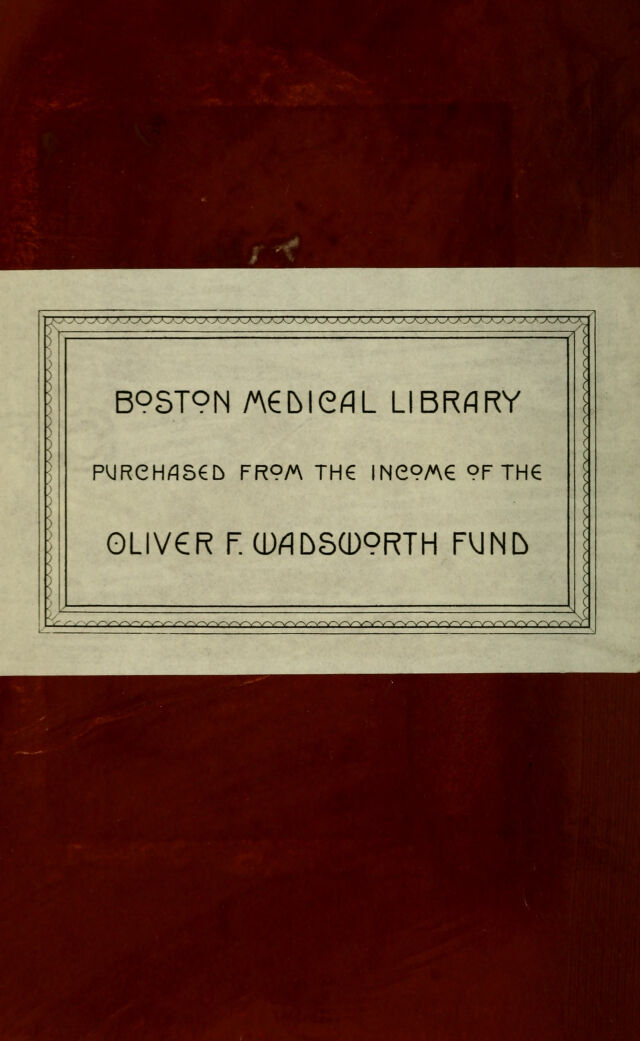 BOSTON MEDICAL LIBRARY
PURCHASED FROM THE INCOME OF THE
OLIVER F. WADSWORTH FUND